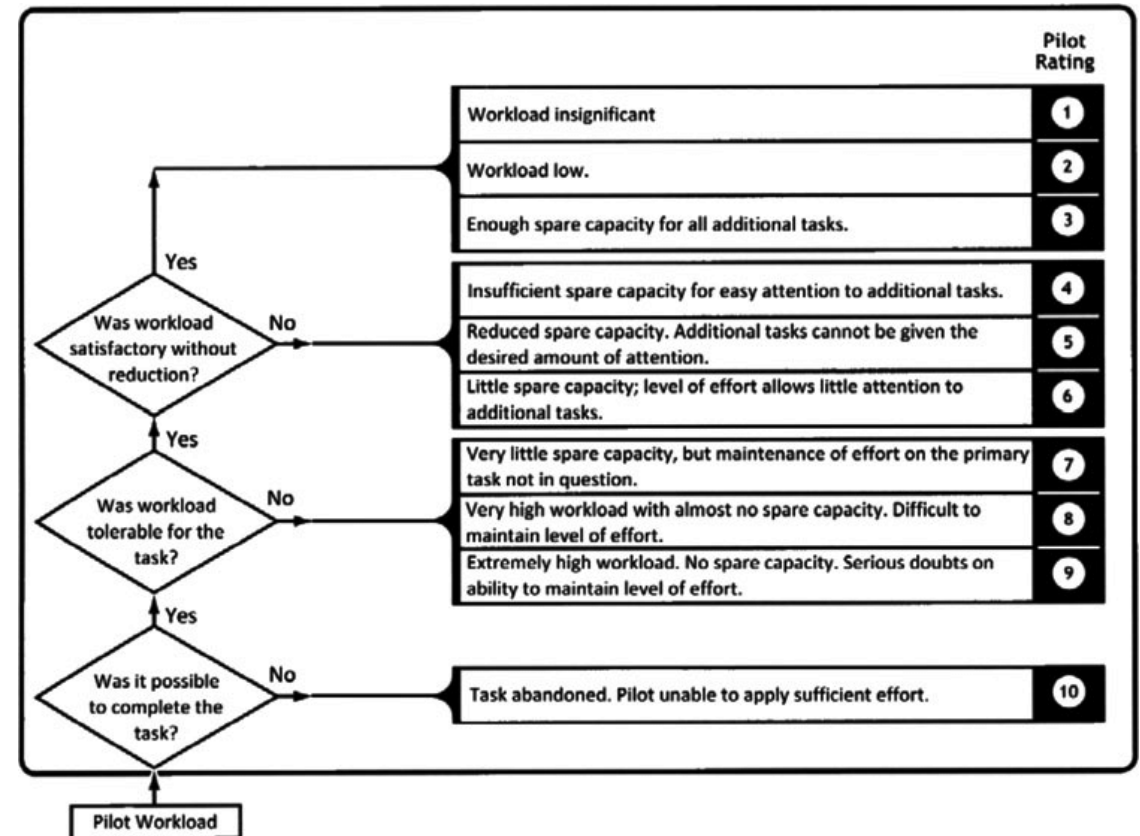 Pilot
Rating
Workload insignificant
1
Workload low.
2
Enough spare capacity for all additional tasks.
3
Yes
Was workload
satisfactory without
reduction?
No
Insufficient spare capacity for easy attention to additional tasks.
4
Reduced spare capacity. Additional tasks cannot be given the
desired amount of attention.
5
Little spare capacity; level of effort allows little attention to
additional tasks.
6
Yes
Was workload
tolerable for the
task?
No
Very little spare capacity, but maintenance of effort on the primary
task not in question.
7
Very high workload with almost no spare capacity. Difficult to
maintain level of effort.
8
Extremely high workload. No spare capacity. Serious doubts on
ability to maintain level of effort.
9
Yes
Was it possible
to complete the
task?
No
Task abandoned. Pilot unable to apply sufficient effort.
10
Pilot Workload